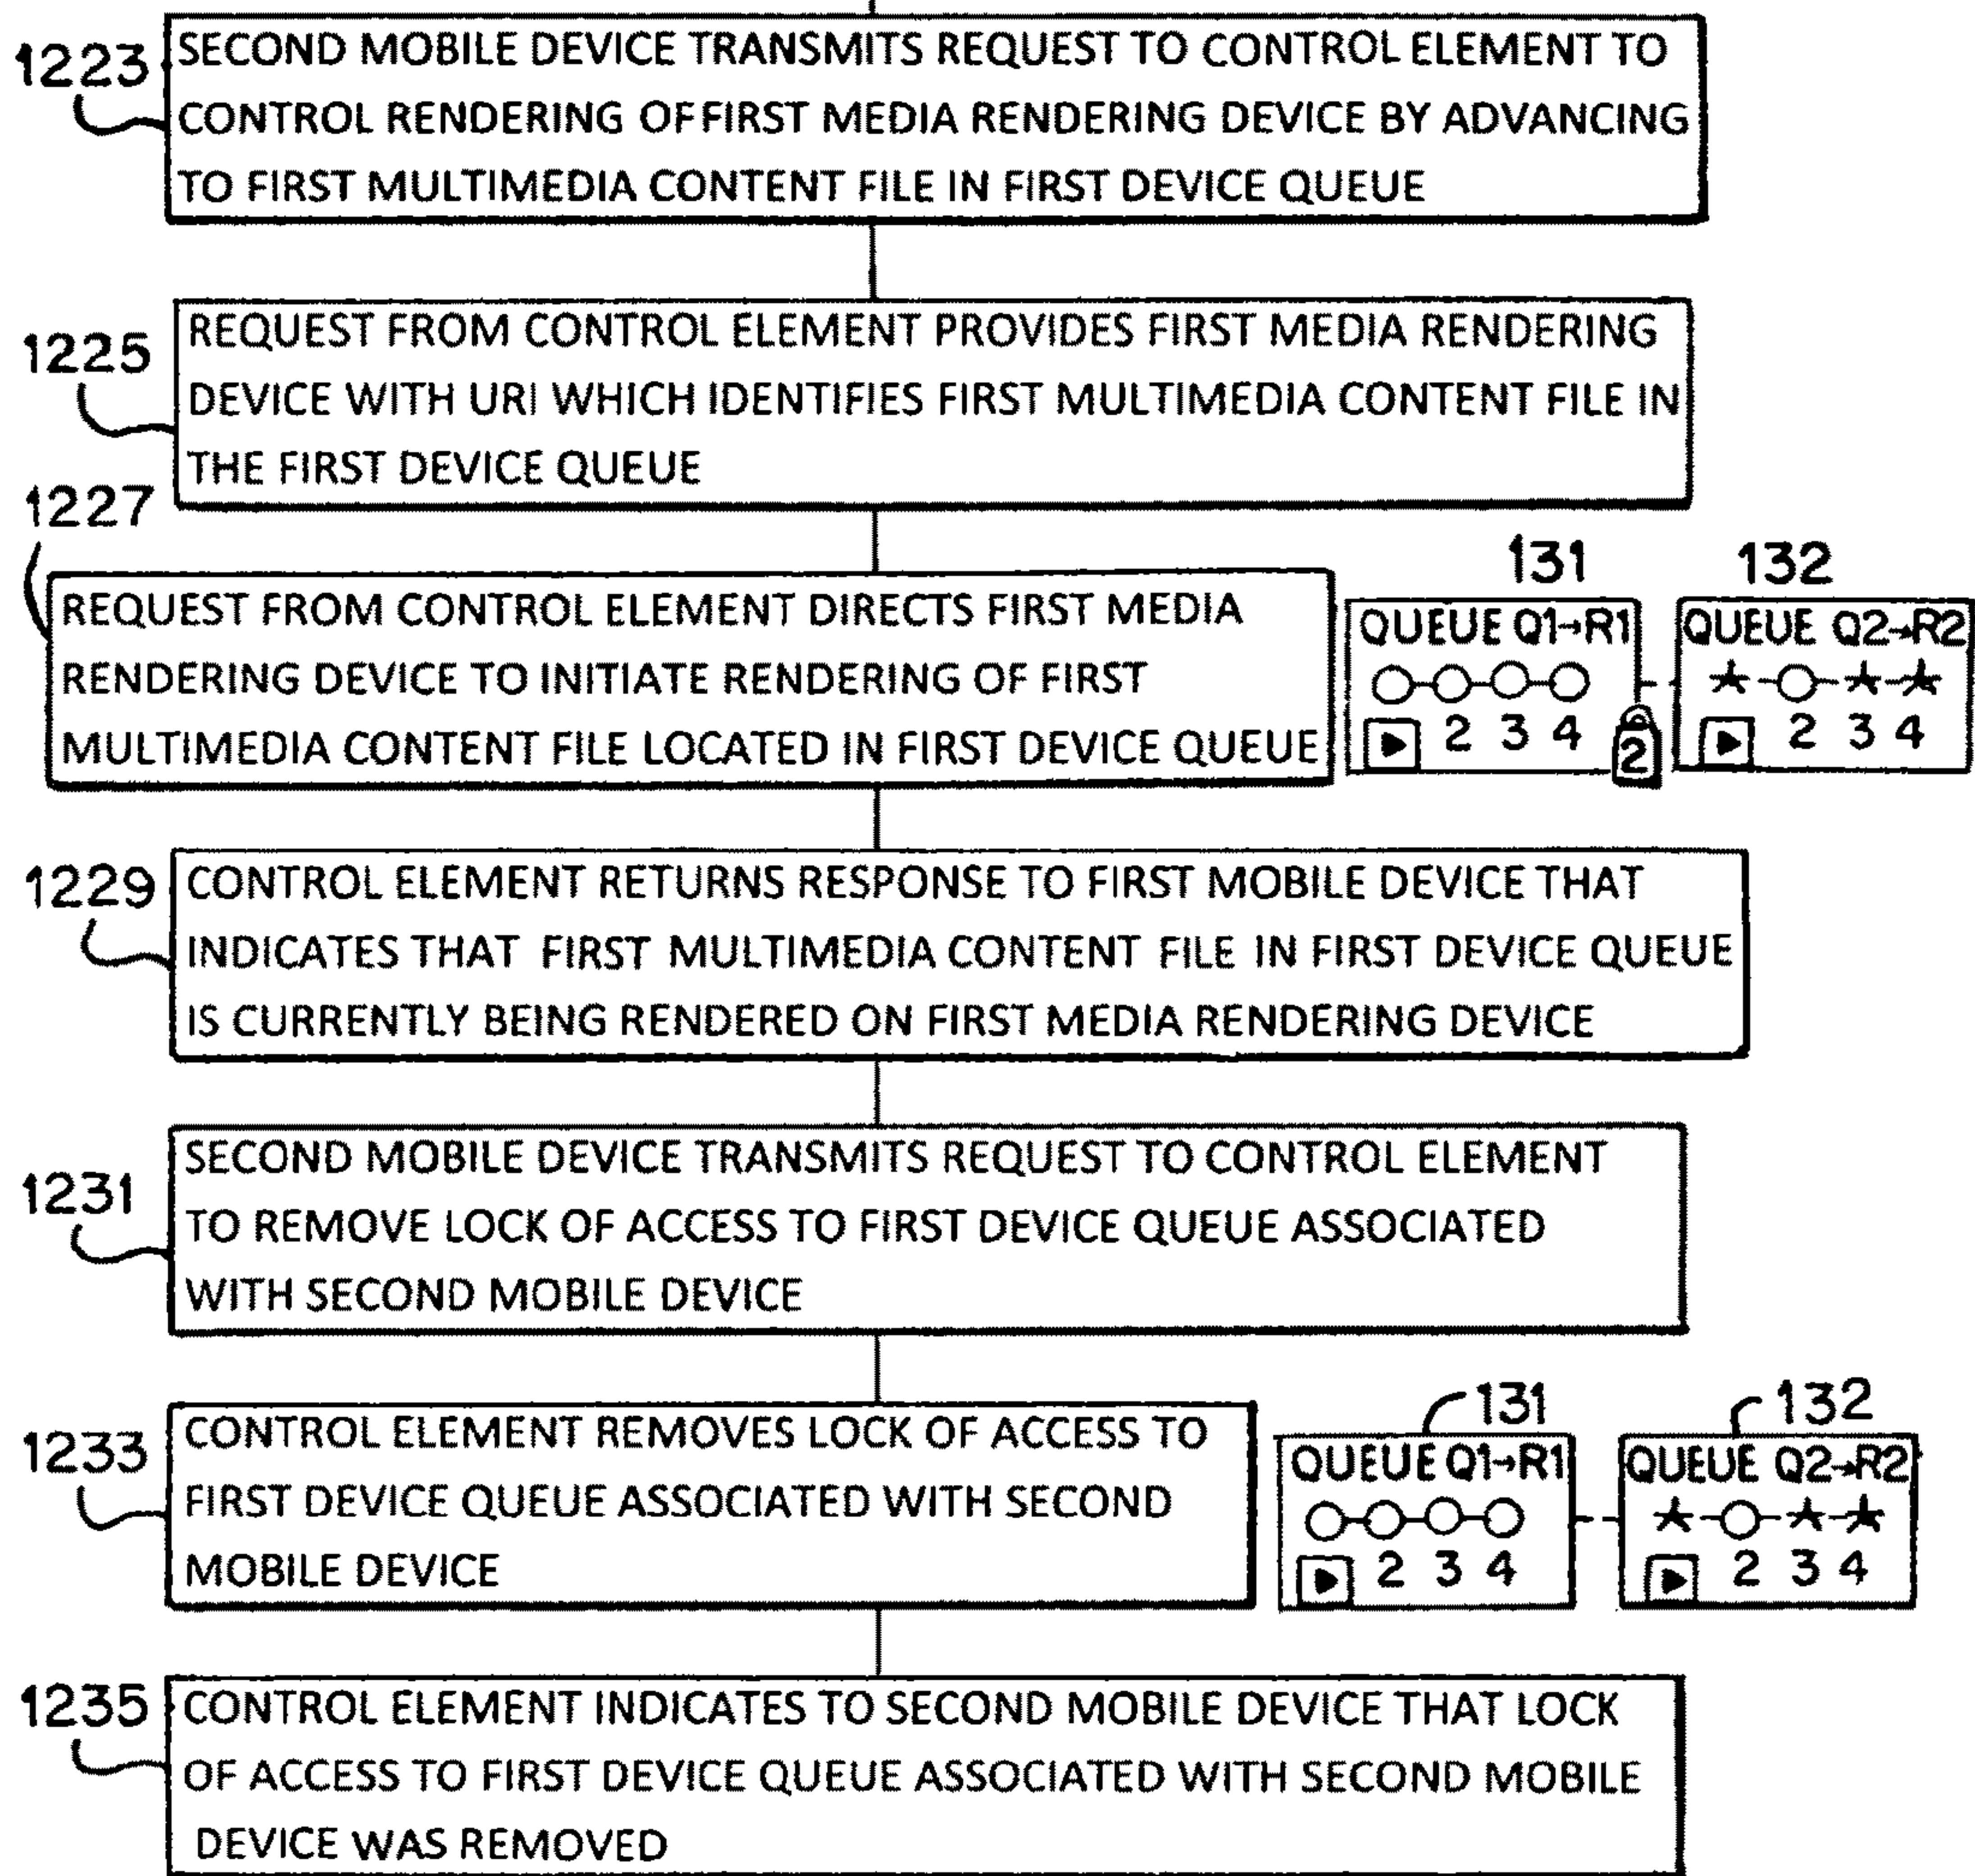 1223
SECOND MOBILE DEVICE TRANSMITS REQUEST TO CONTROL ELEMENT TO
CONTROL RENDERING OF FIRST MEDIA RENDERING DEVICE BY ADVANCING
TO FIRST MULTIMEDIA CONTENT FILE IN FIRST DEVICE QUEUE
1225
REQUEST FROM CONTROL ELEMENT PROVIDES FIRST MEDIA RENDERING
DEVICE WITH URI WHICH IDENTIFIES FIRST MULTIMEDIA CONTENT FILE IN
THE FIRST DEVICE QUEUE
1227
REQUEST FROM CONTROL ELEMENT DIRECTS FIRST MEDIA
RENDERING DEVICE TO INITIATE RENDERING OF FIRST
MULTIMEDIA CONTENT FILE LOCATED IN FIRST DEVICE QUEUE
131
QUEUE Q1→R1
2 3 4
2
132
QUEUE Q2→R2
2 3 4
1229
CONTROL ELEMENT RETURNS RESPONSE TO FIRST MOBILE DEVICE THAT
INDICATES THAT FIRST MULTIMEDIA CONTENT FILE IN FIRST DEVICE QUEUE
IS CURRENTLY BEING RENDERED ON FIRST MEDIA RENDERING DEVICE
1231
SECOND MOBILE DEVICE TRANSMITS REQUEST TO CONTROL ELEMENT
TO REMOVE LOCK OF ACCESS TO FIRST DEVICE QUEUE ASSOCIATED
WITH SECOND MOBILE DEVICE
1233
CONTROL ELEMENT REMOVES LOCK OF ACCESS TO
FIRST DEVICE QUEUE ASSOCIATED WITH SECOND
MOBILE DEVICE
131
QUEUE Q1→R1
2 3 4
132
QUEUE Q2→R2
2 3 4
1235
CONTROL ELEMENT INDICATES TO SECOND MOBILE DEVICE THAT LOCK
OF ACCESS TO FIRST DEVICE QUEUE ASSOCIATED WITH SECOND MOBILE
DEVICE WAS REMOVED